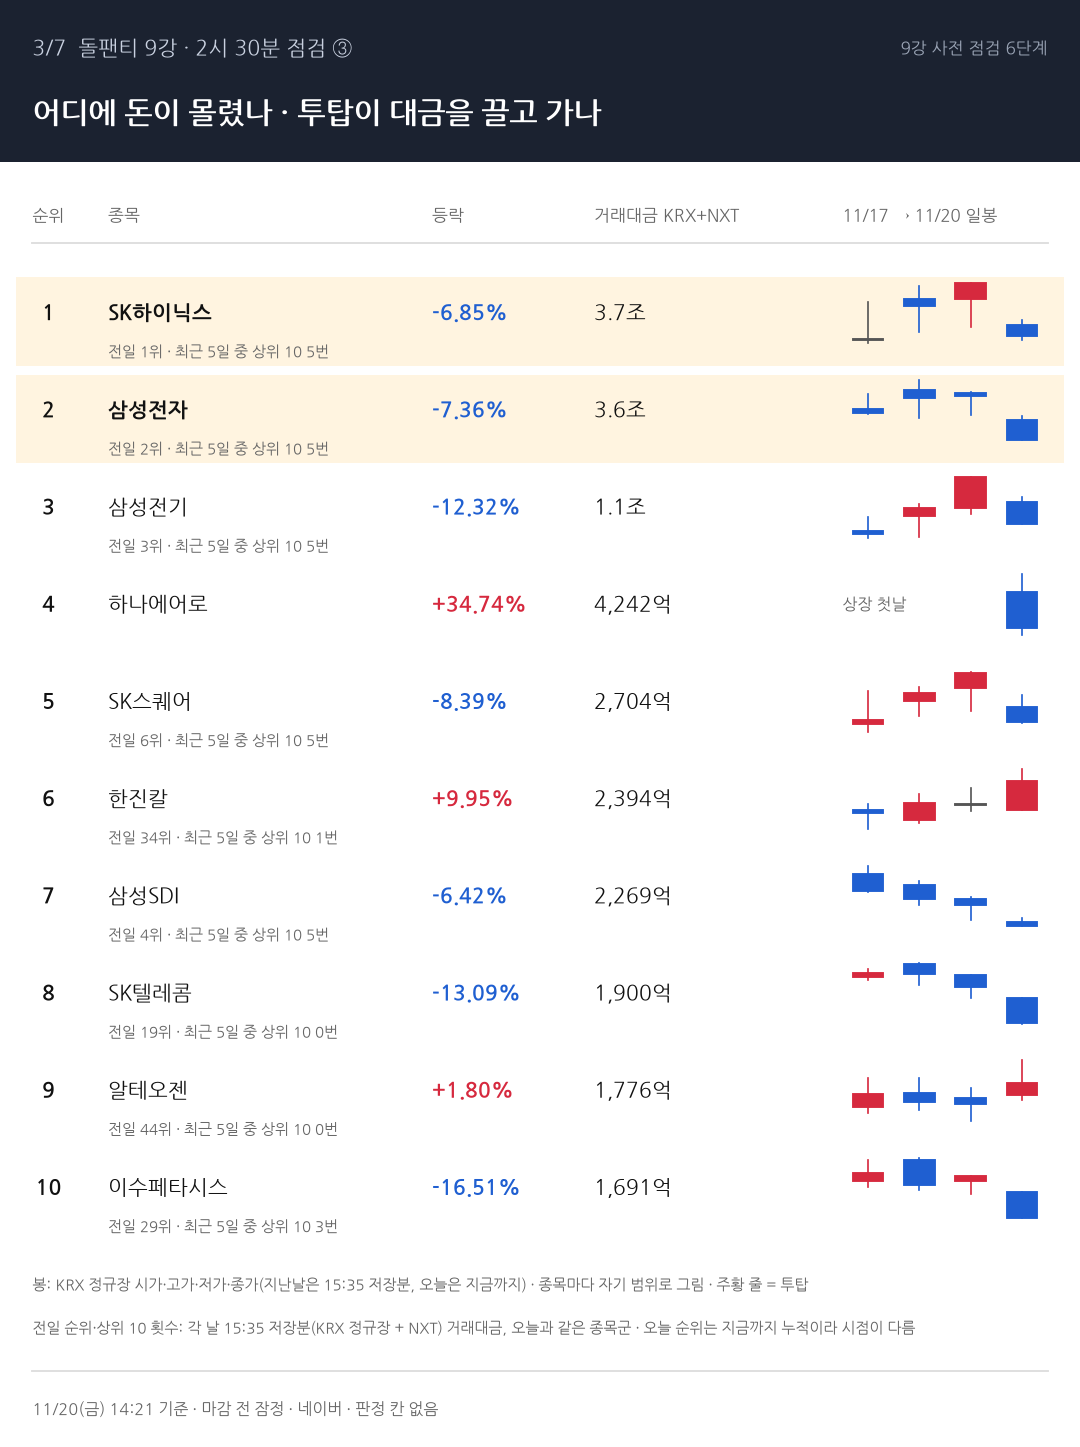 3/7 돌팬티 9강 · 2시 30분 점검 ③
9강 사전 점검 6단계
어디에 돈이 몰렸나 · 투탑이 대금을 끌고 가나
순위 종목 등락 거래대금 KRX+NXT 11/17 → 11/20 일봉
1 SK하이닉스 -6.85% 3.7조
전일 1위 · 최근 5일 중 상위 10 5번
2 삼성전자 -7.36% 3.6조
전일 2위 · 최근 5일 중 상위 10 5번
3 삼성전기 -12.32% 1.1조
전일 3위 · 최근 5일 중 상위 10 5번
4 하나에어로 +34.74% 4,242억 상장 첫날
5 SK스퀘어 -8.39% 2,704억
전일 6위 · 최근 5일 중 상위 10 5번
6 한진칼 +9.95% 2,394억
전일 34위 · 최근 5일 중 상위 10 1번
7 삼성SDI -6.42% 2,269억
전일 4위 · 최근 5일 중 상위 10 5번
8 SK텔레콤 -13.09% 1,900억
전일 19위 · 최근 5일 중 상위 10 0번
9 알테오젠 +1.80% 1,776억
전일 44위 · 최근 5일 중 상위 10 0번
10 이수페타시스 -16.51% 1,691억
전일 29위 · 최근 5일 중 상위 10 3번
봉: KRX 정규장 시가·고가·저가·종가(지난날은 15:35 저장분, 오늘은 지금까지) · 종목마다 자기 범위로 그림 · 주황 줄 = 투탑
전일 순위·상위 10 횟수: 각 날 15:35 저장분(KRX 정규장 + NXT) 거래대금, 오늘과 같은 종목군 · 오늘 순위는 지금까지 누적이라 시점이 다름
11/20(금) 14:21 기준 · 마감 전 잠정 · 네이버 · 판정 칸 없음